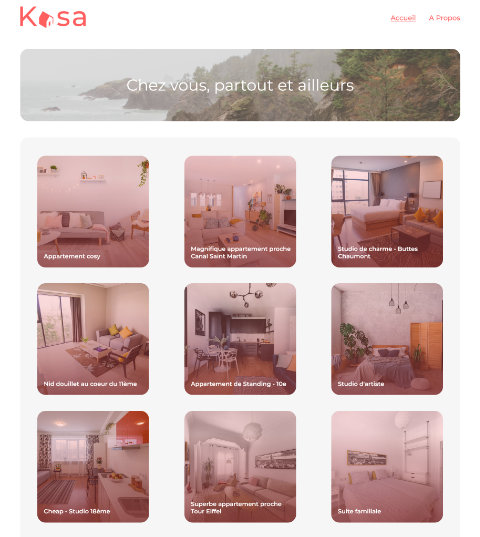 Kasa
Accueil
A Propos
Chez vous, partout et ailleurs
Appartement cosy
Magnifique appartement proche
Canal Saint Martin
Studio de charme - Buttes
Chaumont
Nid douillet au coeur du 11ème
Appartement de Standing - 10e
Studio d'artiste
Cheap - Studio 18ème
Superbe appartement proche
Tour Eiffel
Suite familiale